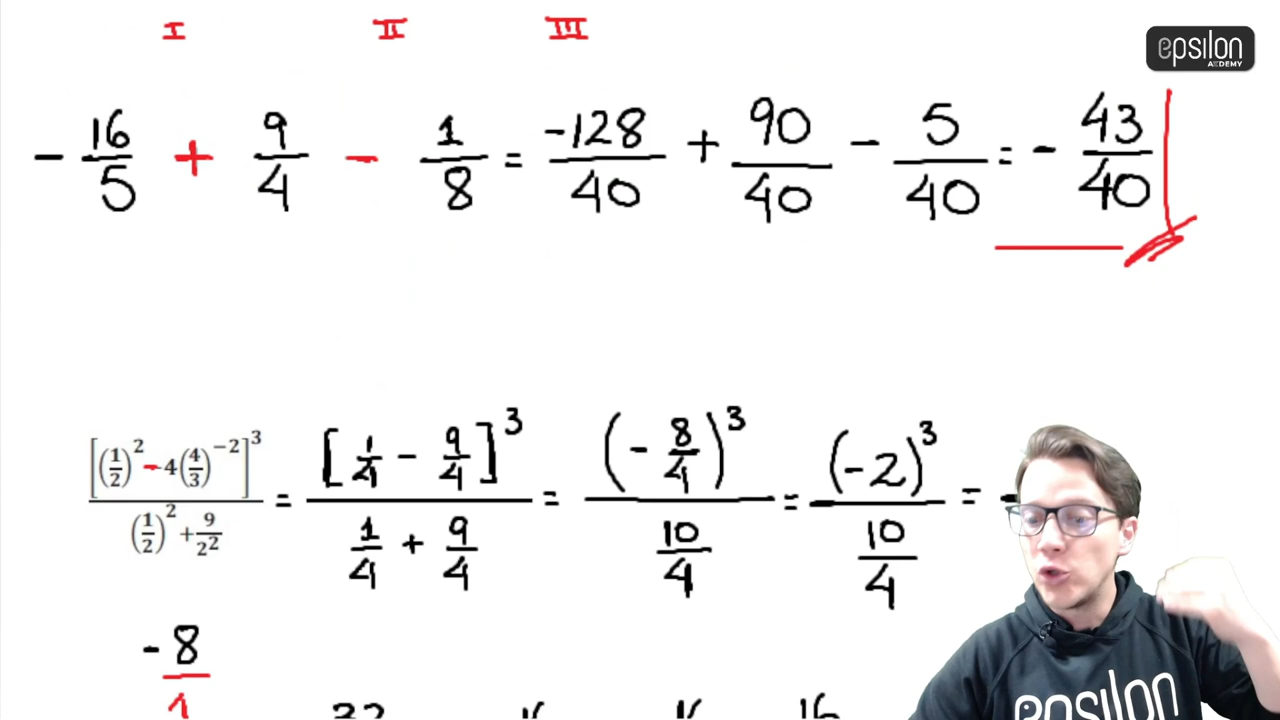 I II III
epsilon
AKDEMY
- 16/5 + 9/4 - 1/8 = -128/40 + 90/40 - 5/40 = - 43/40
[(1/2)^2 - 4(4/3)^-2]^3 / ((1/2)^2 + 9/2^2) = [1/4 - 9/4]^3 / (1/4 + 9/4) = (- 8/4)^3 / (10/4) = (-2)^3 / (10/4) = -
- 8/1
epsilon